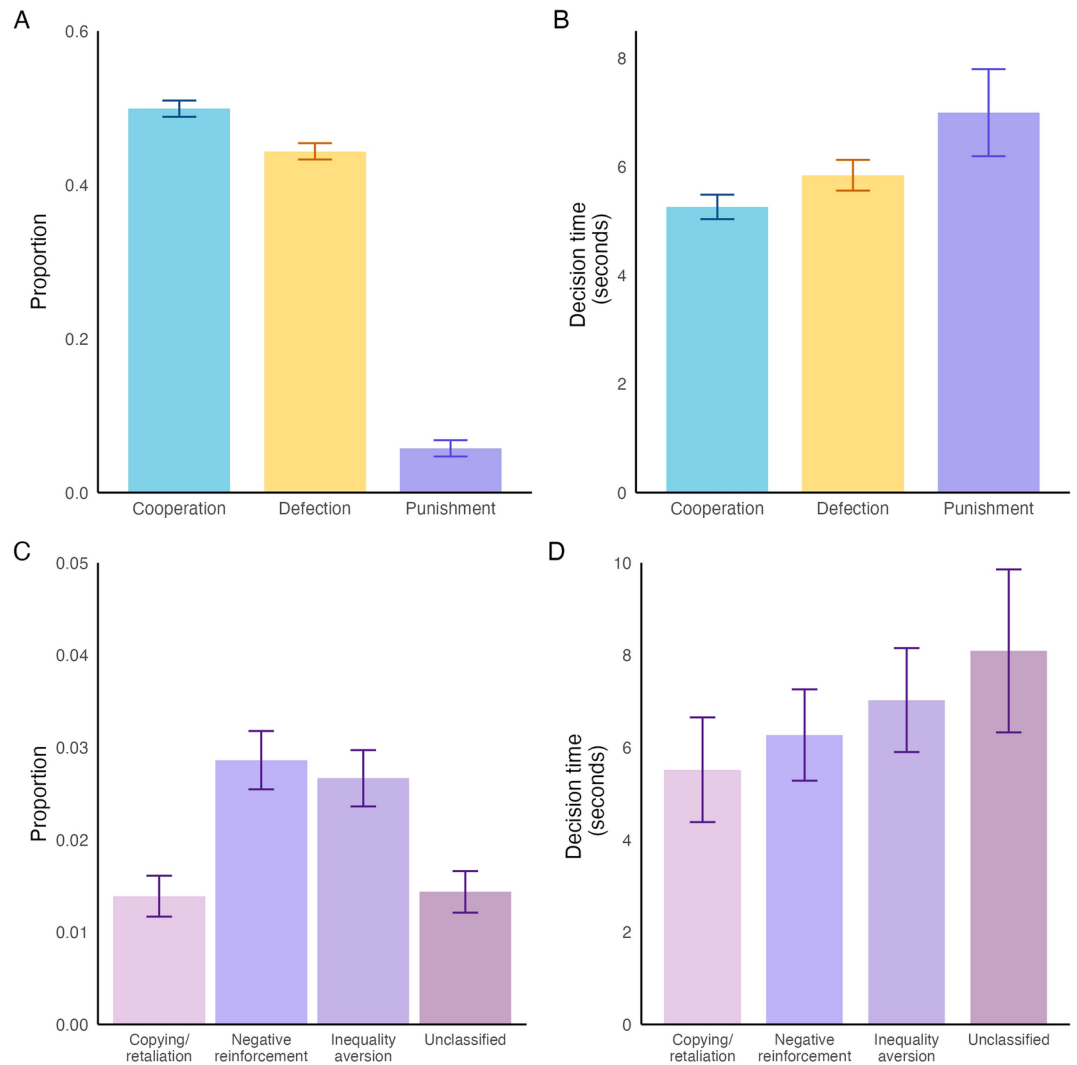 A
Proportion
0.6
0.4
0.2
0.0
Cooperation
Defection
Punishment
B
Decision time
(seconds)
8
6
4
2
0
Cooperation
Defection
Punishment
C
Proportion
0.05
0.04
0.03
0.02
0.01
0.00
Copying/
retaliation
Negative
reinforcement
Inequality
aversion
Unclassified
D
Decision time
(seconds)
10
8
6
4
2
0
Copying/
retaliation
Negative
reinforcement
Inequality
aversion
Unclassified